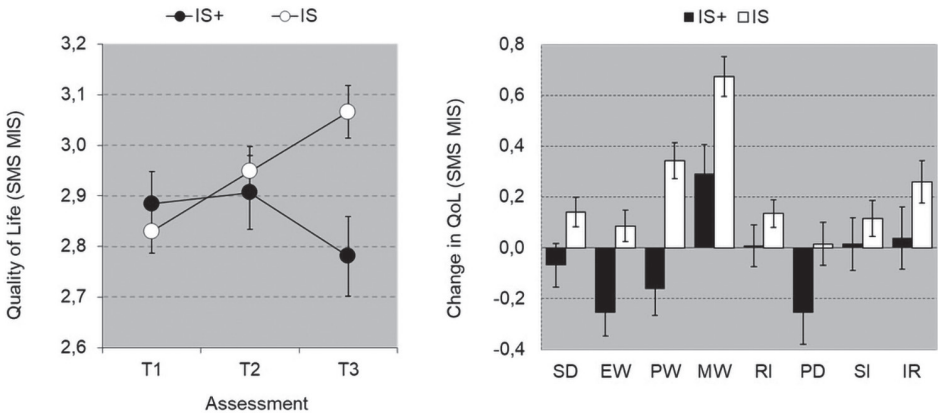 IS+ IS
3,2
3,1
3,0
2,9
2,8
2,7
2,6
Quality of Life (SMS MIS)
T1 T2 T3
Assessment
IS+ IS
0,8
0,6
0,4
0,2
0,0
-0,2
-0,4
Change in QoL (SMS MIS)
SD EW PW MW RI PD SI IR